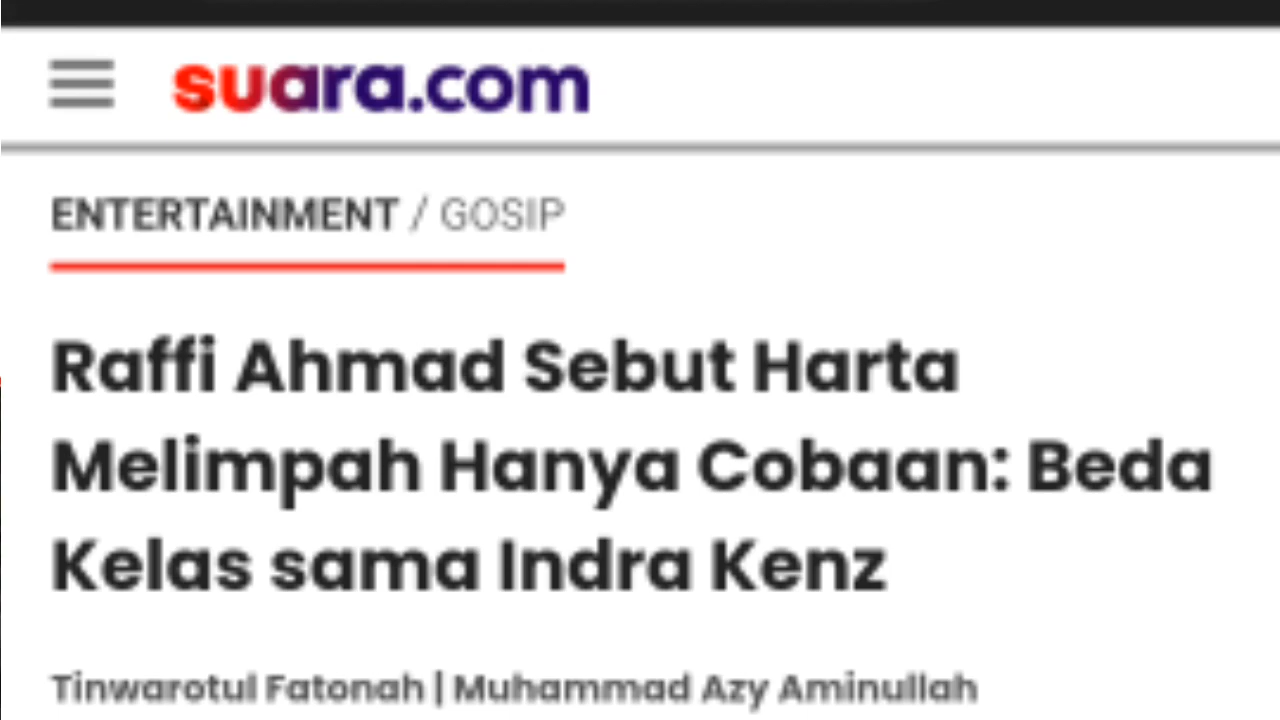 suara.com
ENTERTAINMENT / GOSIP
Raffi Ahmad Sebut Harta
Melimpah Hanya Cobaan: Beda
Kelas sama Indra Kenz
Tinwarotul Fatonah | Muhammad Azy Aminullah